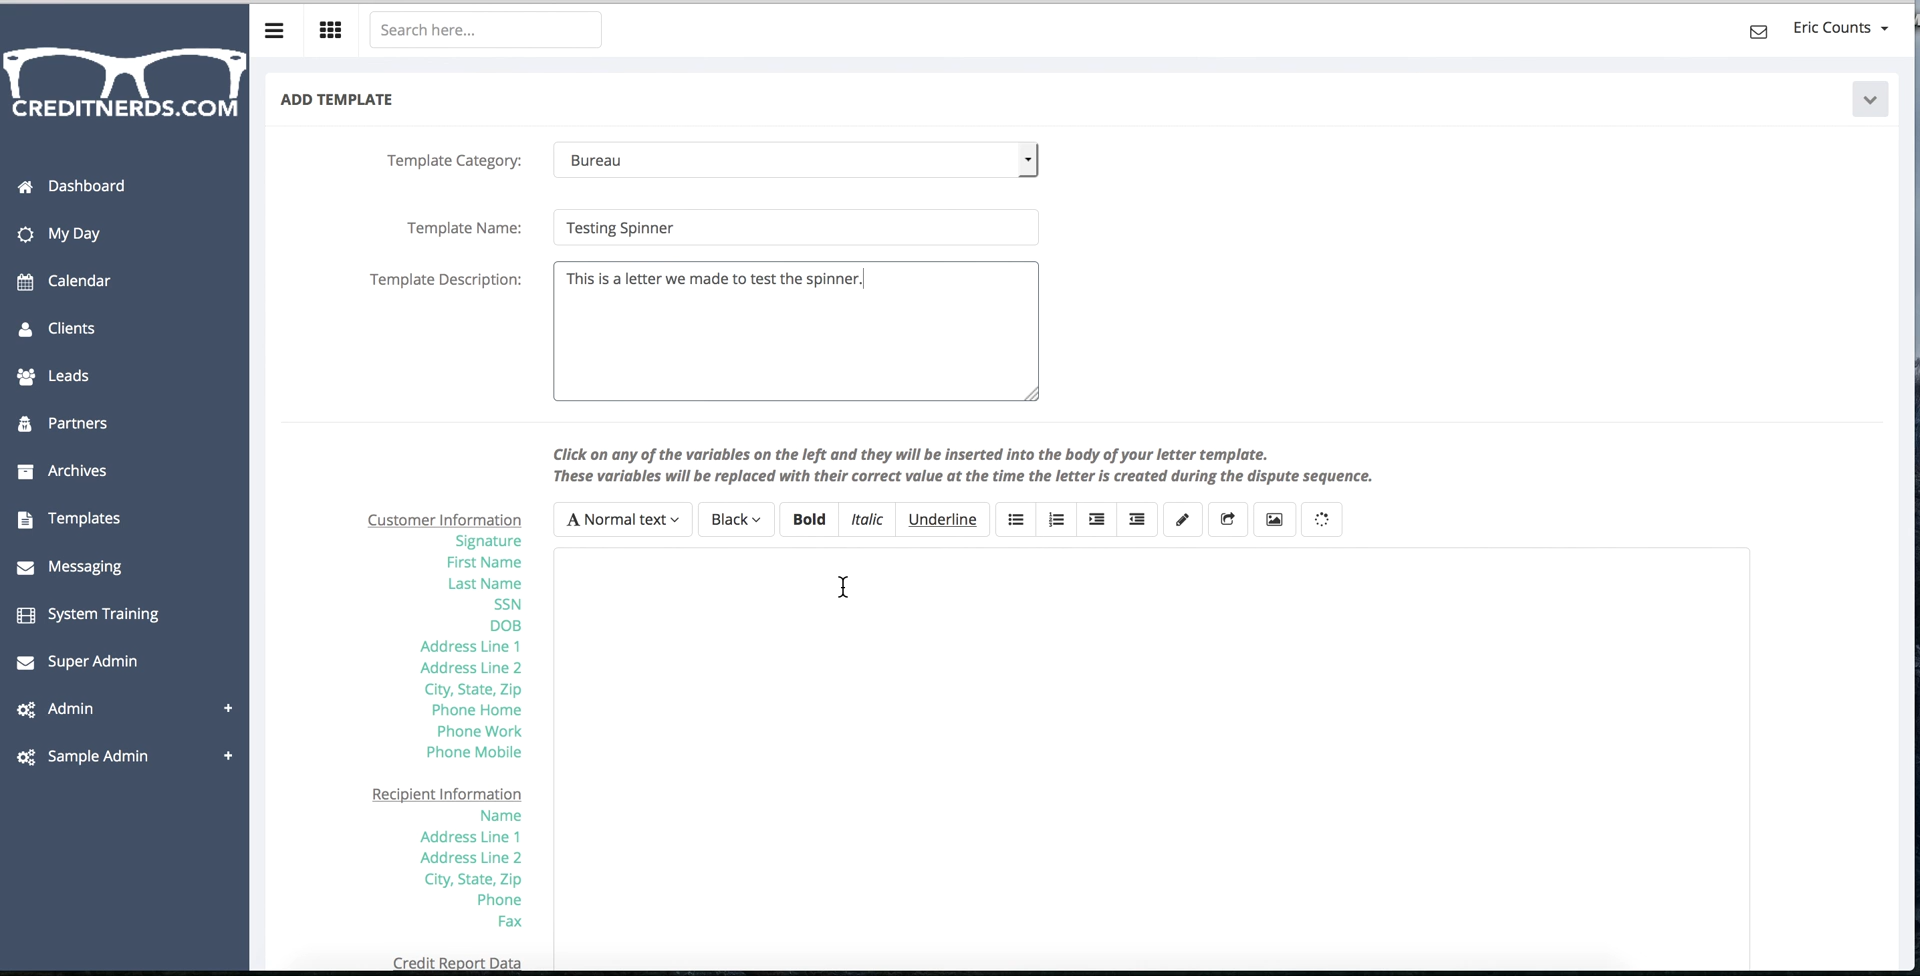 CREDITNERDS.COM
Dashboard
My Day
Calendar
Clients
Leads
Partners
Archives
Templates
Messaging
System Training
Super Admin
Admin +
Sample Admin +
Search here...
Eric Counts
ADD TEMPLATE
Template Category: Bureau
Template Name: Testing Spinner
Template Description: This is a letter we made to test the spinner.
Click on any of the variables on the left and they will be inserted into the body of your letter template.
These variables will be replaced with their correct value at the time the letter is created during the dispute sequence.
A Normal text Black Bold Italic Underline
Customer Information
Signature
First Name
Last Name
SSN
DOB
Address Line 1
Address Line 2
City, State, Zip
Phone Home
Phone Work
Phone Mobile
Recipient Information
Name
Address Line 1
Address Line 2
City, State, Zip
Phone
Fax
Credit Report Data